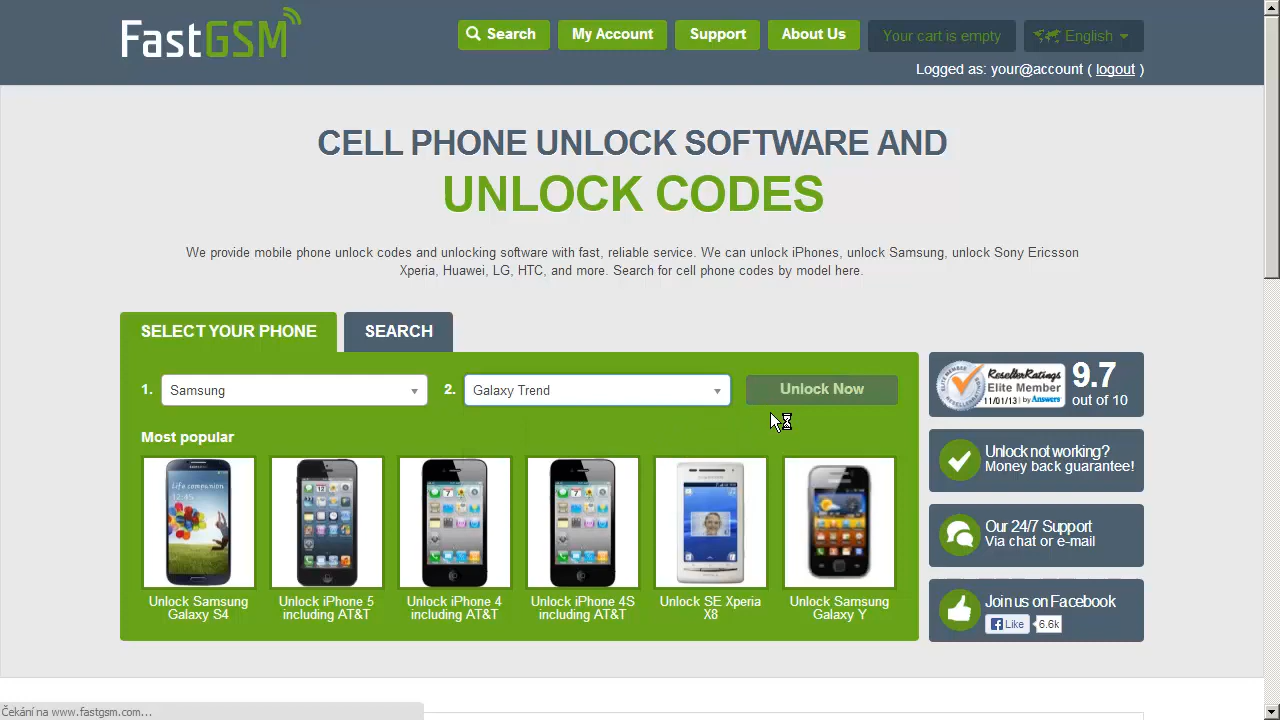 FastGSM
Search
My Account
Support
About Us
Your cart is empty
English
Logged as: your@account ( logout )
CELL PHONE UNLOCK SOFTWARE AND
UNLOCK CODES
We provide mobile phone unlock codes and unlocking software with fast, reliable service. We can unlock iPhones, unlock Samsung, unlock Sony Ericsson
Xperia, Huawei, LG, HTC, and more. Search for cell phone codes by model here.
SELECT YOUR PHONE
SEARCH
1.
Samsung
2.
Galaxy Trend
Unlock Now
Most popular
Life companion
12:45
Unlock Samsung
Galaxy S4
Unlock iPhone 5
including AT&T
Unlock iPhone 4
including AT&T
Unlock iPhone 4S
including AT&T
Unlock SE Xperia
X8
Unlock Samsung
Galaxy Y
ResellerRatings
Elite Member
11/01/13 | by Answers
9.7
out of 10
Unlock not working?
Money back guarantee!
Our 24/7 Support
Via chat or e-mail
Join us on Facebook
Like
6.6k
Čekání na www.fastgsm.com...